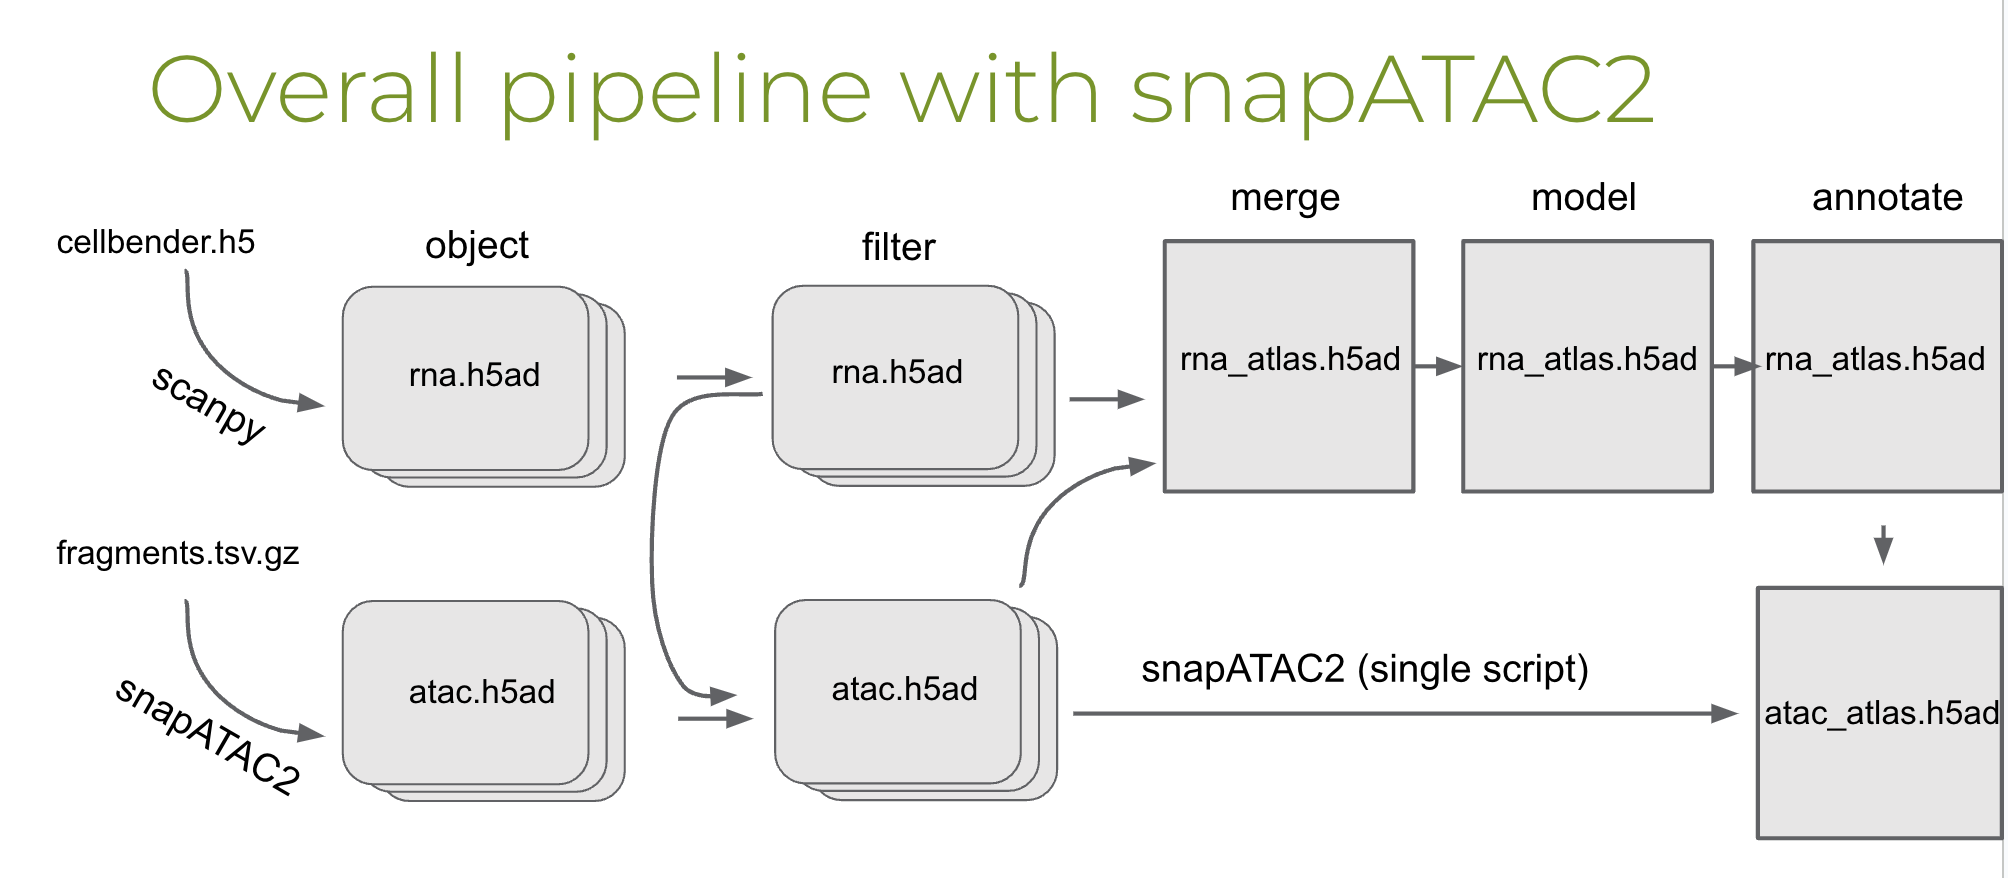 Overall pipeline with snapATAC2
merge
model
annotate
cellbender.h5
object
filter
rna.h5ad
rna.h5ad
rna_atlas.h5ad
rna_atlas.h5ad
rna_atlas.h5ad
scanpy
fragments.tsv.gz
atac.h5ad
atac.h5ad
snapATAC2 (single script)
atac_atlas.h5ad
snapATAC2